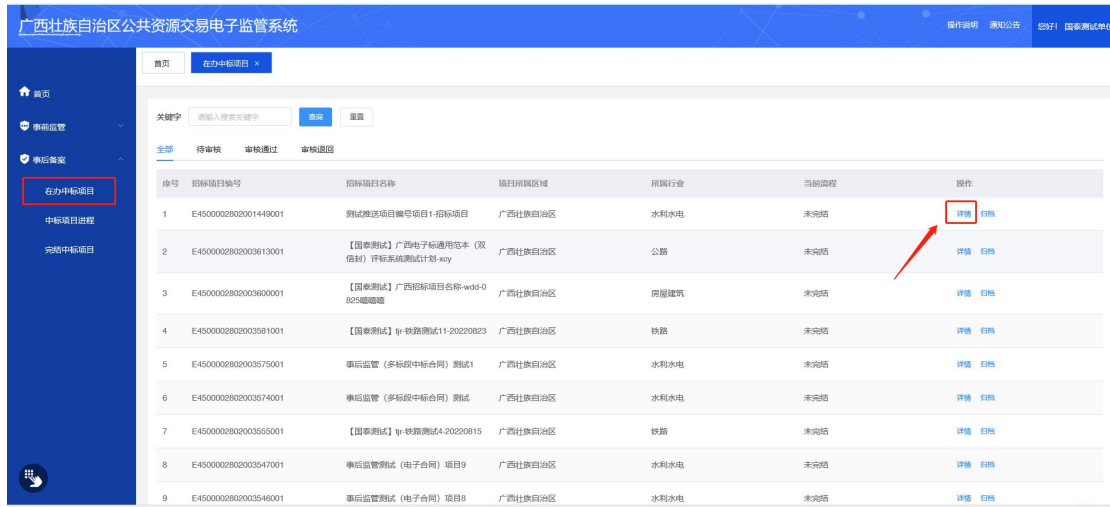 广西壮族自治区公共资源交易电子监管系统
操作说明 通知公告 您好！ 国泰测试单位
首页 在办中标项目 ×
首页
事前监管
事后备案
在办中标项目
中标项目进程
完结中标项目
关键字 请输入搜索关键字 查询 重置
全部 待审核 审核通过 审核退回
序号 招标项目编号 招标项目名称 项目所属区域 所属行业 当前流程 操作
1 E4500002802001449001 测试推送项目编号项目1-招标项目 广西壮族自治区 水利水电 未完结 详情 归档
2 E4500002802003613001 【国泰测试】广西电子标通用范本（双信封）评标系统测试计划-xcy 广西壮族自治区 公路 未完结 详情 归档
3 E4500002802003600001 【国泰测试】广西招标项目名称-wdd-0825嘻嘻嘻 广西壮族自治区 房屋建筑 未完结 详情 归档
4 E4500002802003581001 【国泰测试】tjr-铁路测试11-20220823 广西壮族自治区 铁路 未完结 详情 归档
5 E4500002802003575001 事后监管（多标段中标合同）测试1 广西壮族自治区 水利水电 未完结 详情 归档
6 E4500002802003574001 事后监管（多标段中标合同）测试 广西壮族自治区 水利水电 未完结 详情 归档
7 E4500002802003555001 【国泰测试】tjr-铁路测试4-20220815 广西壮族自治区 铁路 未完结 详情 归档
8 E4500002802003547001 事后监管测试（电子合同）项目9 广西壮族自治区 水利水电 未完结 详情 归档
9 E4500002802003546001 事后监管测试（电子合同）项目8 广西壮族自治区 水利水电 未完结 详情 归档